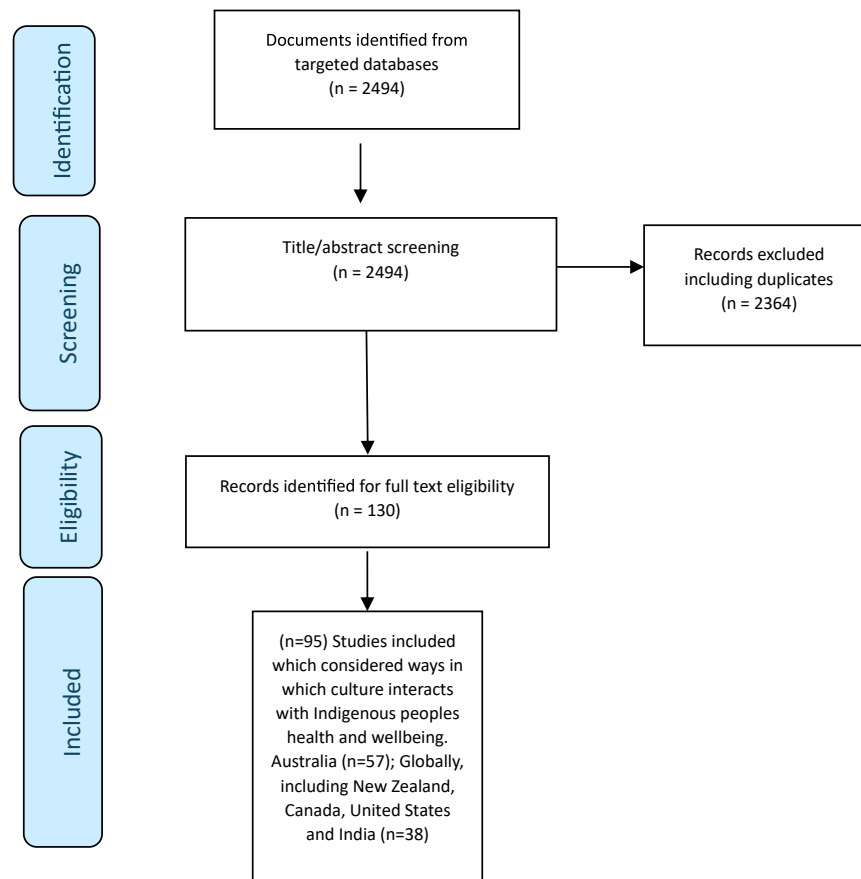 Identification
Documents identified from
targeted databases
(n = 2494)
Screening
Title/abstract screening
(n = 2494)
Records excluded
including duplicates
(n = 2364)
Eligibility
Records identified for full text eligibility
(n = 130)
Included
(n=95) Studies included
which considered ways in
which culture interacts
with Indigenous peoples
health and wellbeing.
Australia (n=57); Globally,
including New Zealand,
Canada, United States
and India (n=38)